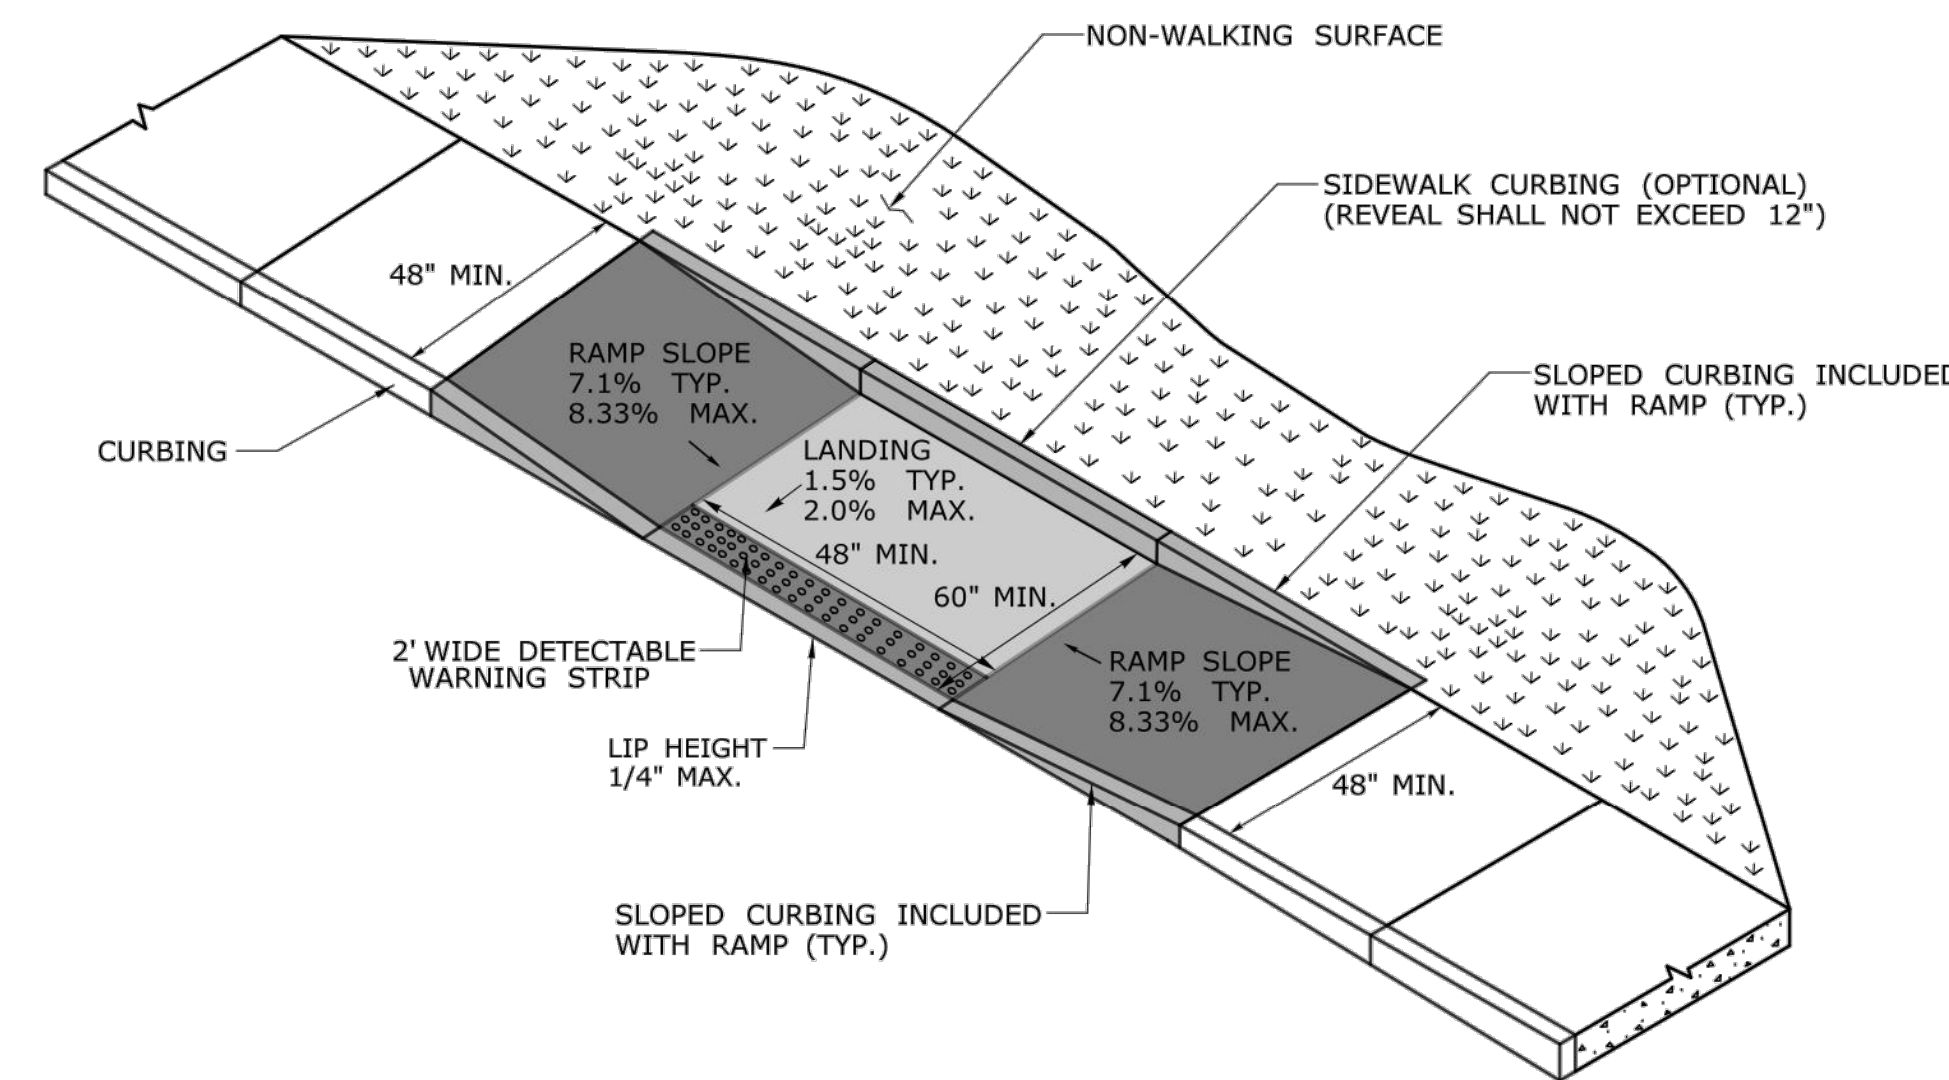 NON-WALKING SURFACE
SIDEWALK CURBING (OPTIONAL)
(REVEAL SHALL NOT EXCEED 12")
48" MIN.
RAMP SLOPE
7.1% TYP.
8.33% MAX.
SLOPED CURBING INCLUDED
WITH RAMP (TYP.)
CURBING
LANDING
1.5% TYP.
2.0% MAX.
48" MIN.
60" MIN.
2' WIDE DETECTABLE
WARNING STRIP
RAMP SLOPE
7.1% TYP.
8.33% MAX.
LIP HEIGHT
1/4" MAX.
48" MIN.
SLOPED CURBING INCLUDED
WITH RAMP (TYP.)